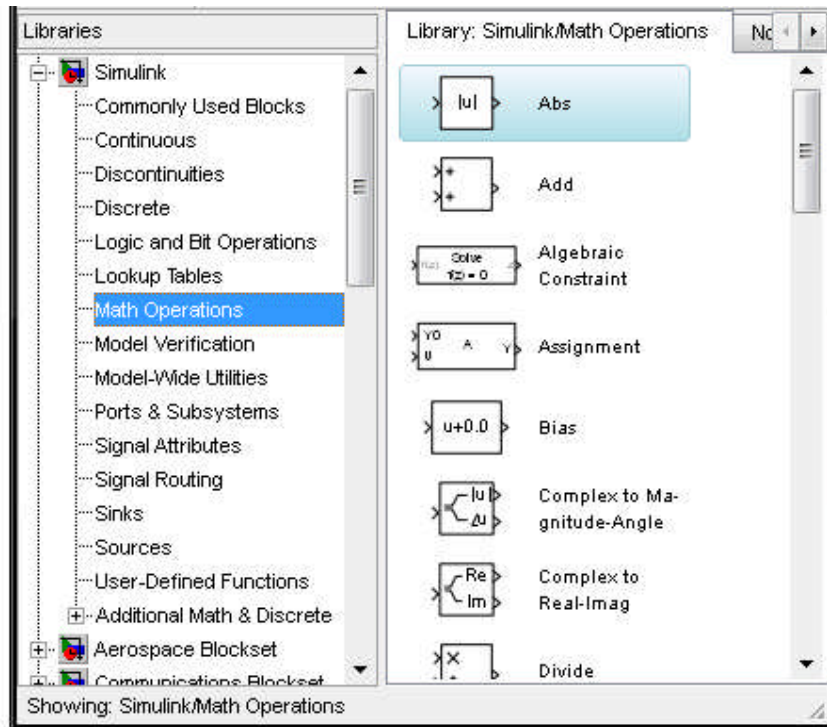 Libraries
Simulink
Commonly Used Blocks
Continuous
Discontinuities
Discrete
Logic and Bit Operations
Lookup Tables
Math Operations
Model Verification
Model-Wide Utilities
Ports & Subsystems
Signal Attributes
Signal Routing
Sinks
Sources
User-Defined Functions
Additional Math & Discrete
Aerospace Blockset
Communications Blockset
Library: Simulink/Math Operations
|u|
Abs
+
+
Add
Solve
f(z) = 0
Algebraic
Constraint
Y0
U
A
Y
Assignment
u+0.0
Bias
|u|
∠u
Complex to Ma-
gnitude-Angle
Re
Im
Complex to
Real-Imag
×
Divide
Showing: Simulink/Math Operations